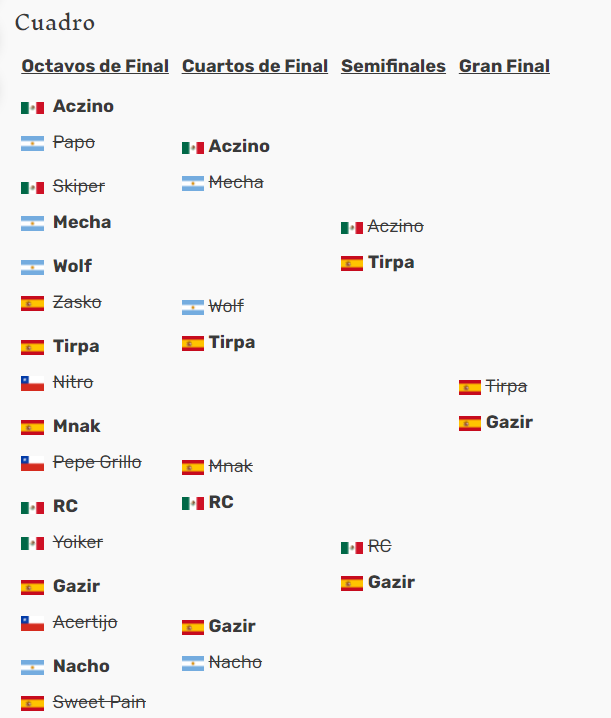 Cuadro
Octavos de Final Cuartos de Final Semifinales Gran Final
Aczino
Papo
Aczino
Skiper
Mecha
Mecha
Aczino
Wolf
Tirpa
Zasko
Wolf
Tirpa
Tirpa
Nitro
Tirpa
Mnak
Gazir
Pepe Grillo
Mnak
RC
RC
Yoiker
RC
Gazir
Gazir
Acertijo
Gazir
Nacho
Nacho
Sweet Pain